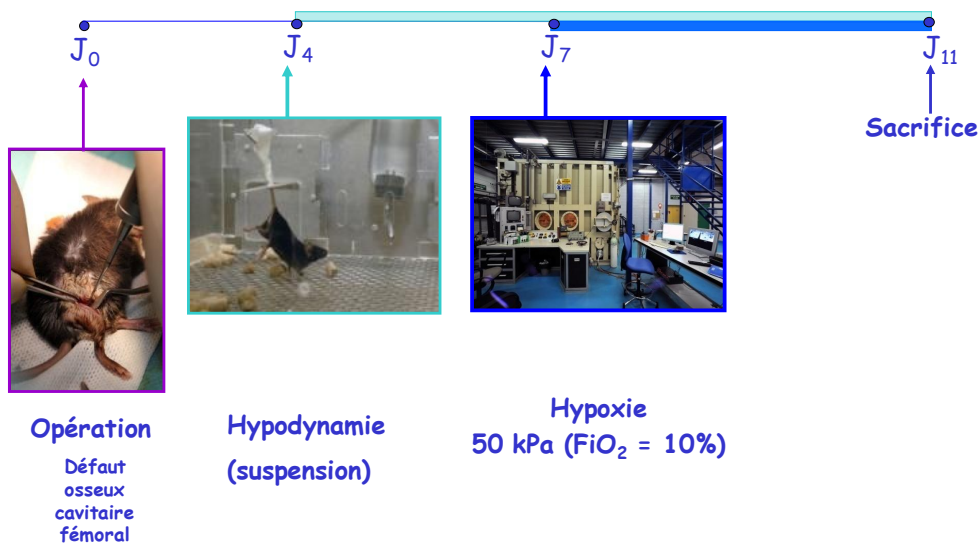 J₀
J₄
J₇
J₁₁
Sacrifice
Opération
Défaut
osseux
cavitaire
fémoral
Hypodynamie
(suspension)
Hypoxie
50 kPa (FiO₂ = 10%)